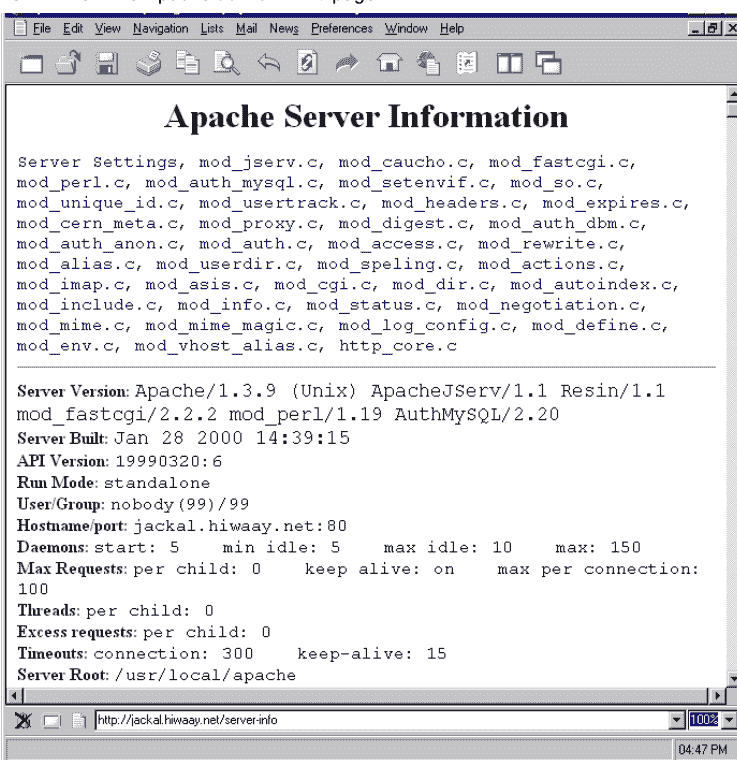 File Edit View Navigation Lists Mail News Preferences Window Help
Apache Server Information
Server Settings, mod_jserv.c, mod_caucho.c, mod_fastcgi.c,
mod_perl.c, mod_auth_mysql.c, mod_setenvif.c, mod_so.c,
mod_unique_id.c, mod_usertrack.c, mod_headers.c, mod_expires.c,
mod_cern_meta.c, mod_proxy.c, mod_digest.c, mod_auth_dbm.c,
mod_auth_anon.c, mod_auth.c, mod_access.c, mod_rewrite.c,
mod_alias.c, mod_userdir.c, mod_speling.c, mod_actions.c,
mod_imap.c, mod_asis.c, mod_cgi.c, mod_dir.c, mod_autoindex.c,
mod_include.c, mod_info.c, mod_status.c, mod_negotiation.c,
mod_mime.c, mod_mime_magic.c, mod_log_config.c, mod_define.c,
mod_env.c, mod_vhost_alias.c, http_core.c
Server Version: Apache/1.3.9 (Unix) ApacheJServ/1.1 Resin/1.1
mod_fastcgi/2.2.2 mod_perl/1.19 AuthMySQL/2.20
Server Built: Jan 28 2000 14:39:15
API Version: 19990320:6
Run Mode: standalone
User/Group: nobody(99)/99
Hostname/port: jackal.hiwaay.net:80
Daemons: start: 5 min idle: 5 max idle: 10 max: 150
Max Requests: per child: 0 keep alive: on max per connection:
100
Threads: per child: 0
Excess requests: per child: 0
Timeouts: connection: 300 keep-alive: 15
Server Root: /usr/local/apache
http://jackal.hiwaay.net/server-info 100%
04:47 PM